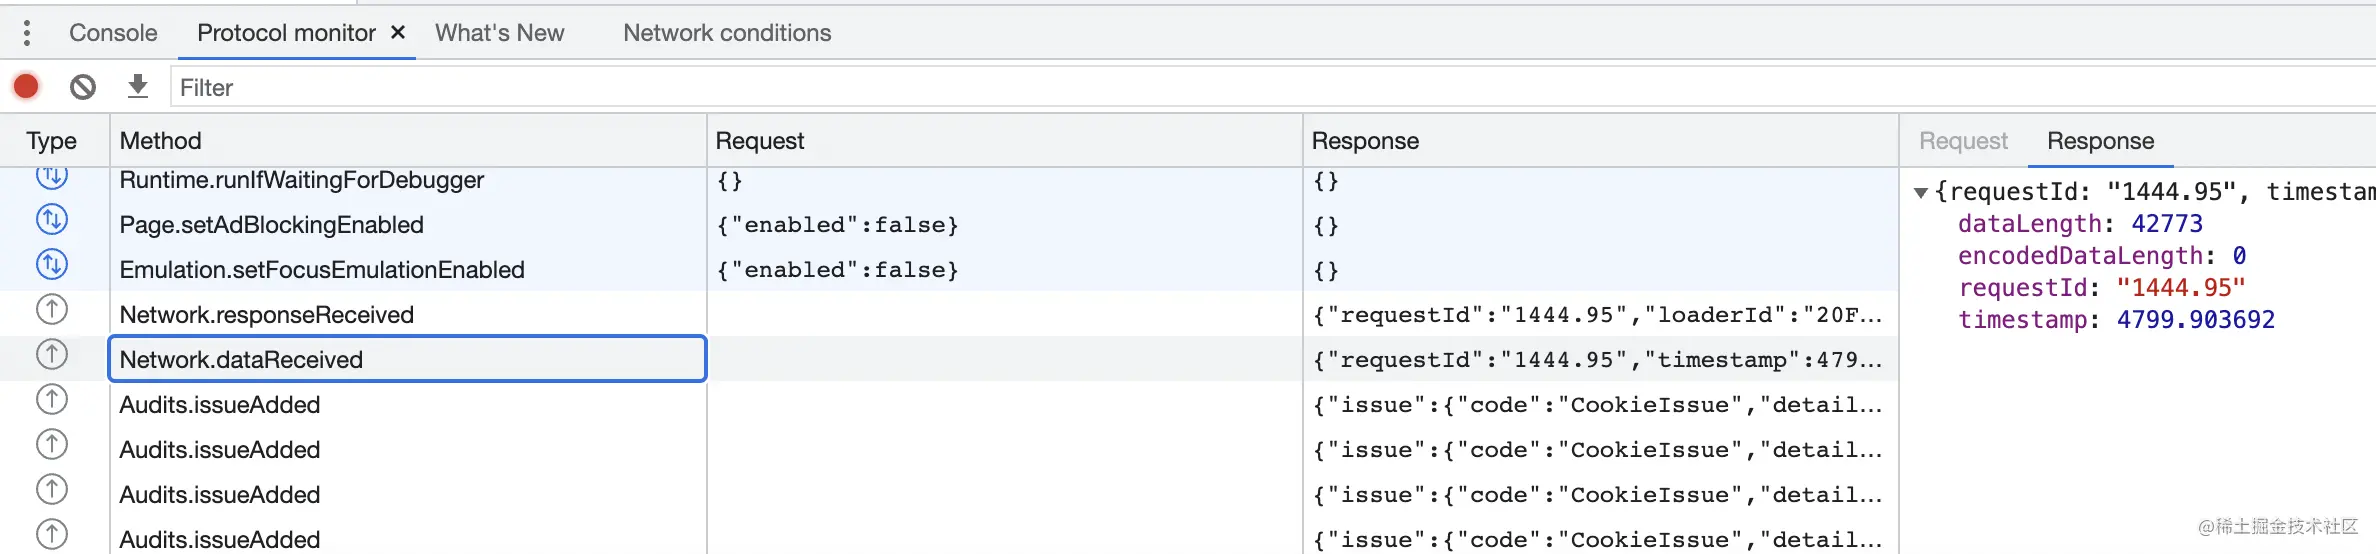 Console Protocol monitor × What's New Network conditions
Filter
Type Method Request Response Request Response
Runtime.runIfWaitingForDebugger {} {} ▼{requestId: "1444.95", timestam
Page.setAdBlockingEnabled {"enabled":false} {} dataLength: 42773
encodedDataLength: 0
Emulation.setFocusEmulationEnabled {"enabled":false} {} requestId: "1444.95"
Network.responseReceived {"requestId":"1444.95","loaderId":"20F... timestamp: 4799.903692
Network.dataReceived {"requestId":"1444.95","timestamp":479...
Audits.issueAdded {"issue":{"code":"CookieIssue","detail...
Audits.issueAdded {"issue":{"code":"CookieIssue","detail...
Audits.issueAdded {"issue":{"code":"CookieIssue","detail...
Audits.issueAdded {"issue":{"code":"CookieIssue","detail...
@稀土掘金技术社区